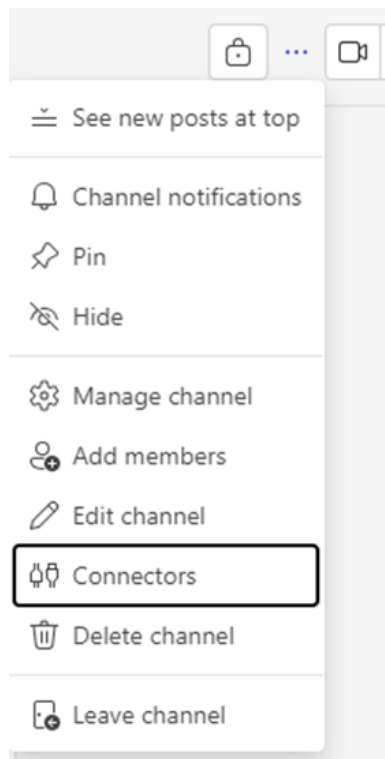 See new posts at top
Channel notifications
Pin
Hide
Manage channel
Add members
Edit channel
Connectors
Delete channel
Leave channel